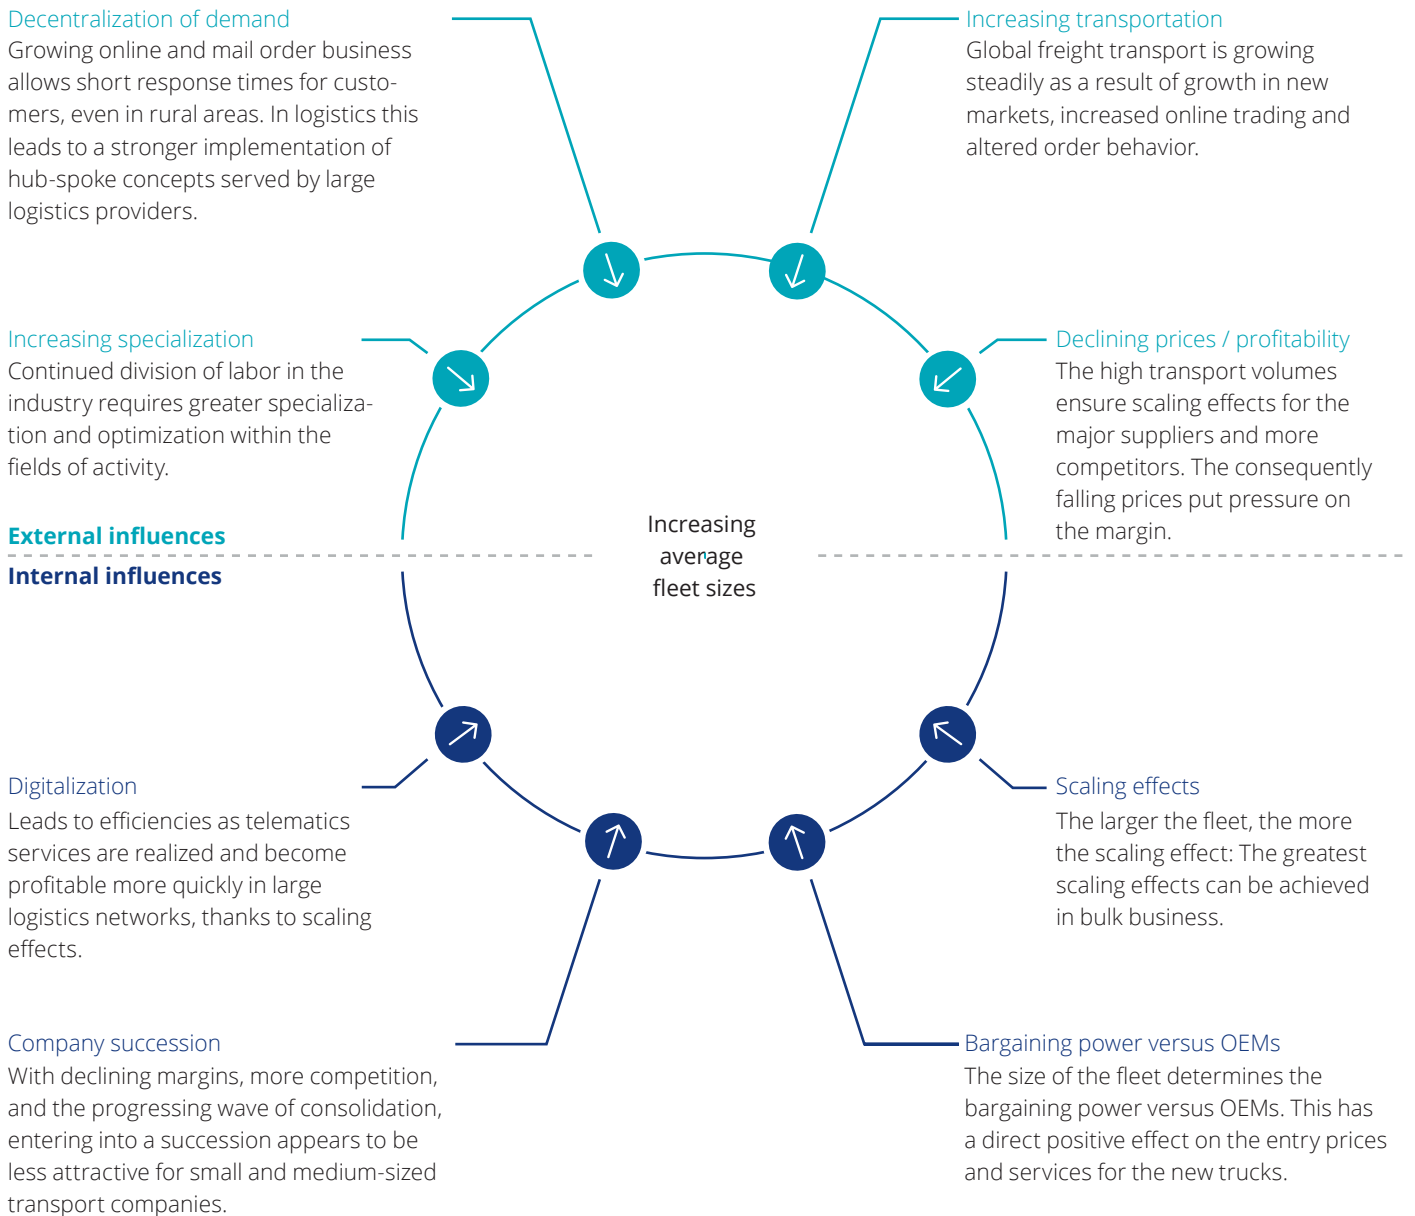 Decentralization of demand
Growing online and mail order business
allows short response times for custo-
mers, even in rural areas. In logistics this
leads to a stronger implementation of
hub-spoke concepts served by large
logistics providers.
Increasing transportation
Global freight transport is growing
steadily as a result of growth in new
markets, increased online trading and
altered order behavior.
Increasing specialization
Continued division of labor in the
industry requires greater specializa-
tion and optimization within the
fields of activity.
Declining prices / profitability
The high transport volumes
ensure scaling effects for the
major suppliers and more
competitors. The consequently
falling prices put pressure on
the margin.
External influences
Internal influences
Increasing
average
fleet sizes
Digitalization
Leads to efficiencies as telematics
services are realized and become
profitable more quickly in large
logistics networks, thanks to scaling
effects.
Scaling effects
The larger the fleet, the more
the scaling effect: The greatest
scaling effects can be achieved
in bulk business.
Company succession
With declining margins, more competition,
and the progressing wave of consolidation,
entering into a succession appears to be
less attractive for small and medium-sized
transport companies.
Bargaining power versus OEMs
The size of the fleet determines the
bargaining power versus OEMs. This has
a direct positive effect on the entry prices
and services for the new trucks.